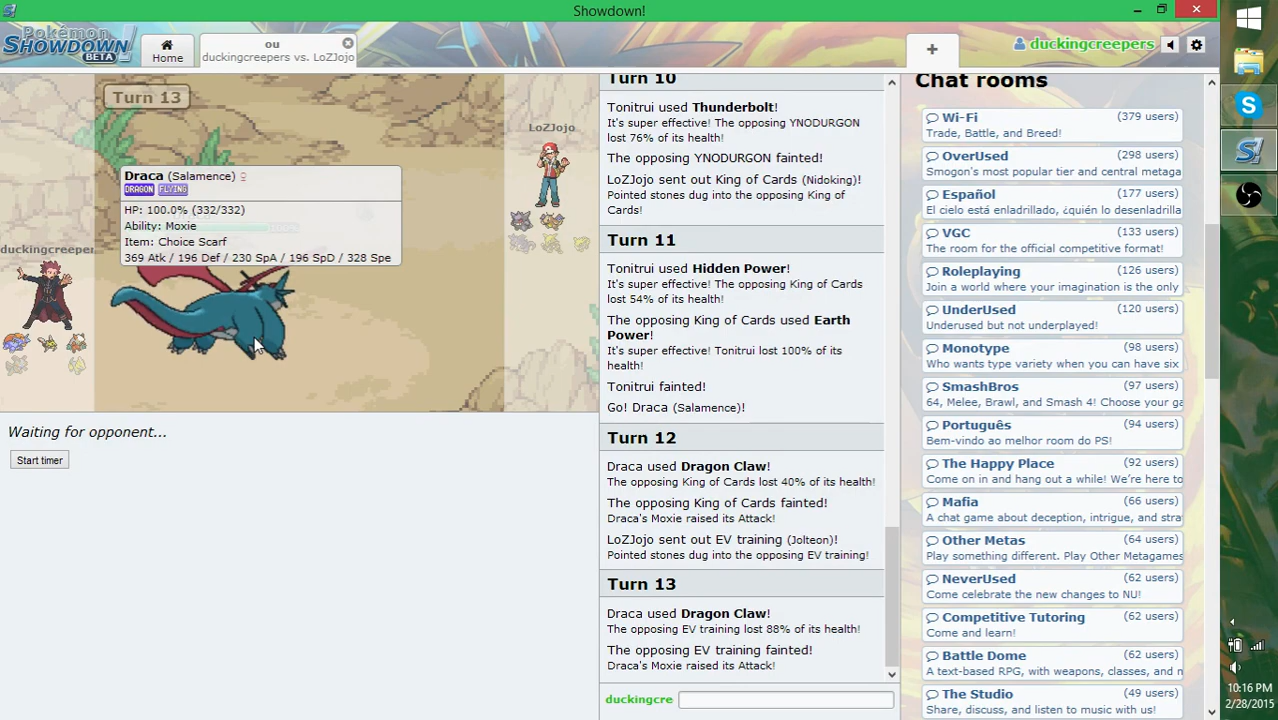 Showdown!
Pokémon
SHOWDOWN!
BETA
Home
ou
duckingcreepers vs. LoZJojo
+
duckingcreepers
Turn 13
Draca (Salamence) ♀
DRAGON FLYING
HP: 100.0% (332/332)
Ability: Moxie
Item: Choice Scarf
369 Atk / 196 Def / 230 SpA / 196 SpD / 328 Spe
duckingcreeper
LoZJojo
Waiting for opponent...
Start timer
Turn 10
Tonitrui used Thunderbolt!
It's super effective! The opposing YNODURGON
lost 76% of its health!
The opposing YNODURGON fainted!
LoZJojo sent out King of Cards (Nidoking)!
Pointed stones dug into the opposing King of
Cards!
Turn 11
Tonitrui used Hidden Power!
It's super effective! The opposing King of Cards
lost 54% of its health!
The opposing King of Cards used Earth
Power!
It's super effective! Tonitrui lost 100% of its
health!
Tonitrui fainted!
Go! Draca (Salamence)!
Turn 12
Draca used Dragon Claw!
The opposing King of Cards lost 40% of its health!
The opposing King of Cards fainted!
Draca's Moxie raised its Attack!
LoZJojo sent out EV training (Jolteon)!
Pointed stones dug into the opposing EV training!
Turn 13
Draca used Dragon Claw!
The opposing EV training lost 88% of its health!
The opposing EV training fainted!
Draca's Moxie raised its Attack!
duckingcre
Chat rooms
Wi-Fi (379 users)
Trade, Battle, and Breed!
OverUsed (298 users)
Smogon's most popular tier and central metaga
Español (177 users)
El cielo está enladrillado, ¿quién lo desenladrilla
VGC (133 users)
The room for the official competitive format!
Roleplaying (126 users)
Join a world where your imagination is the only
UnderUsed (120 users)
Underused but not underplayed!
Monotype (98 users)
Who wants type variety when you can have six
SmashBros (97 users)
64, Melee, Brawl, and Smash 4! Choose your ga
Português (94 users)
Bem-vindo ao melhor room do PS!
The Happy Place (92 users)
Come on in and hang out a while! We're here to
Mafia (66 users)
A chat game about deception, intrigue, and stra
Other Metas (64 users)
Play something different. Play Other Metagames
NeverUsed (62 users)
Come celebrate the new changes to NU!
Competitive Tutoring (62 users)
Come and learn!
Battle Dome (62 users)
A text-based RPG, with weapons, classes, and m
The Studio (49 users)
Share, discuss, and listen to music with us!
10:16 PM
2/28/2015